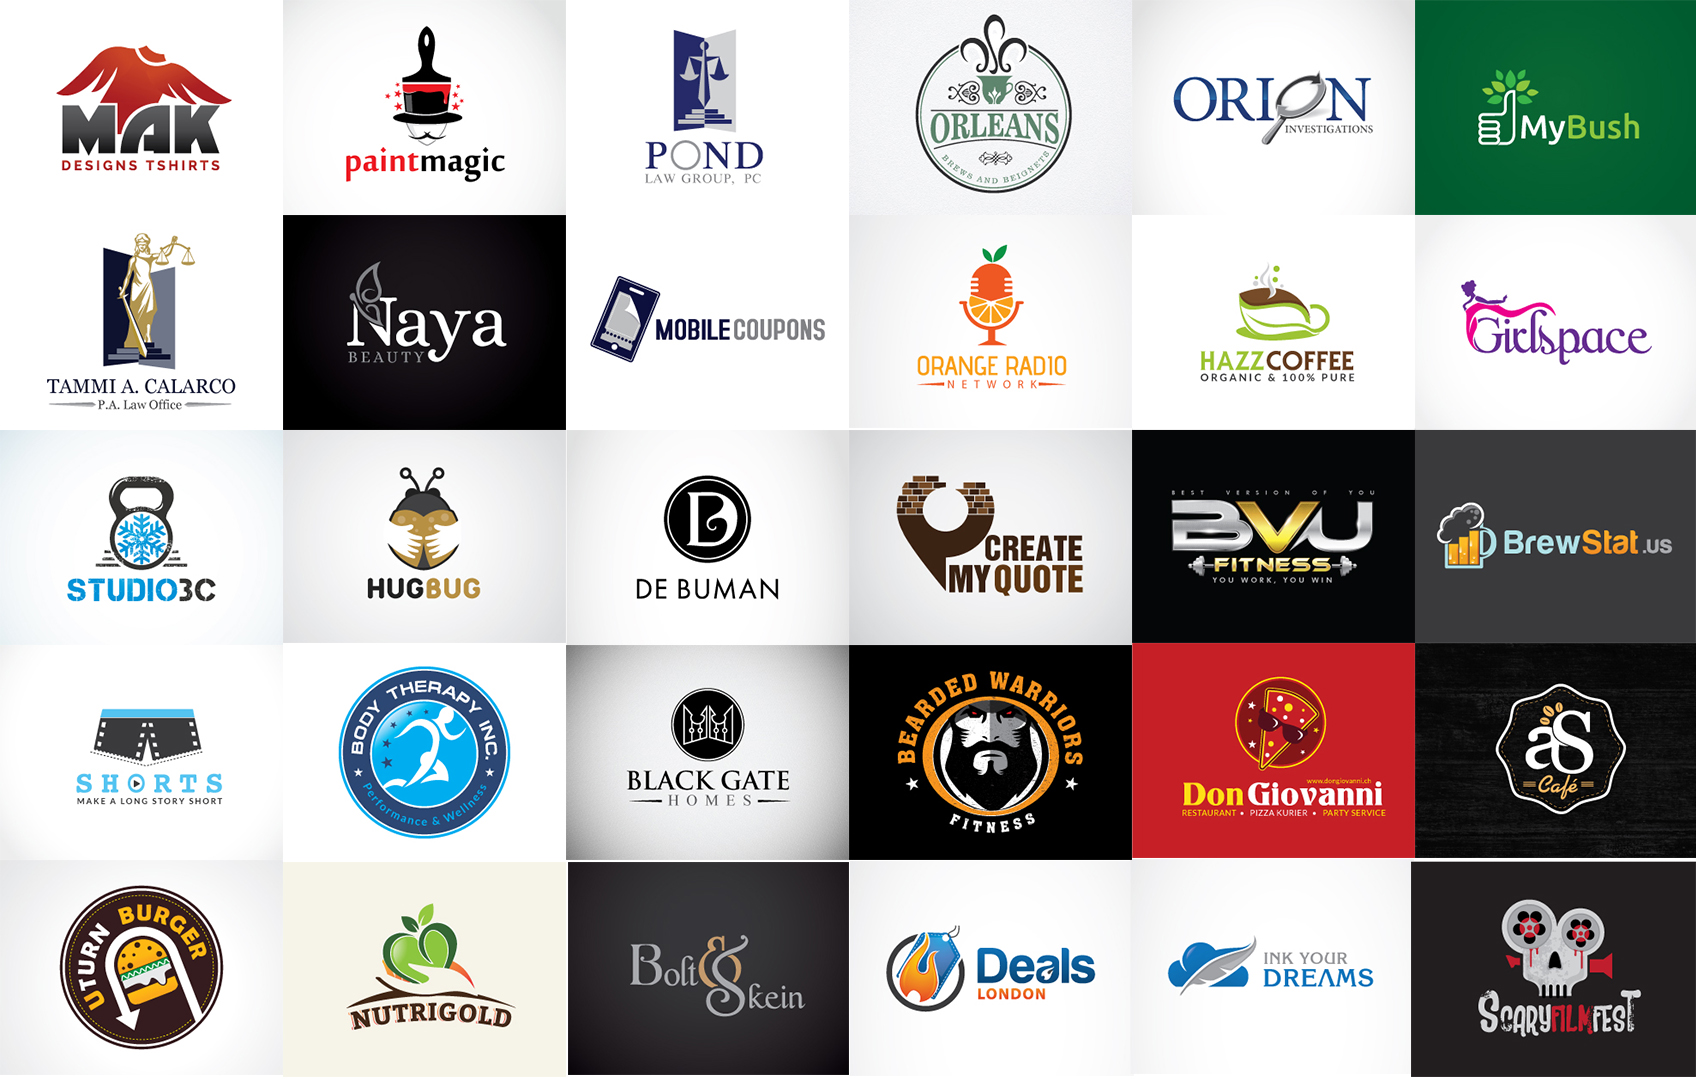 MAK
DESIGNS TSHIRTS
paintmagic
POND
LAW GROUP, PC
ORLEANS
BREWS AND BEIGNETS
ORION
INVESTIGATIONS
MyBush
TAMMI A. CALARCO
P.A. Law Office
Naya
BEAUTY
MOBILE COUPONS
ORANGE RADIO
NETWORK
HAZZCOFFEE
ORGANIC & 100% PURE
Girlspace
STUDIO3C
HUGBUG
DB
DE BUMAN
CREATE
MY QUOTE
BEST VERSION OF YOU
BVU
FITNESS
YOU WORK, YOU WIN
BrewStat.us
SHORTS
MAKE A LONG STORY SHORT
BODY THERAPY INC.
Performance & Wellness
BLACK GATE
HOMES
BEARDED WARRIORS
FITNESS
www.dongiovanni.ch
Don Giovanni
RESTAURANT • PIZZA KURIER • PARTY SERVICE
aS
Café
UTURN BURGER
NUTRIGOLD
Bolt &
Skein
Deals
LONDON
INK YOUR
DREAMS
SCARYFILMFEST